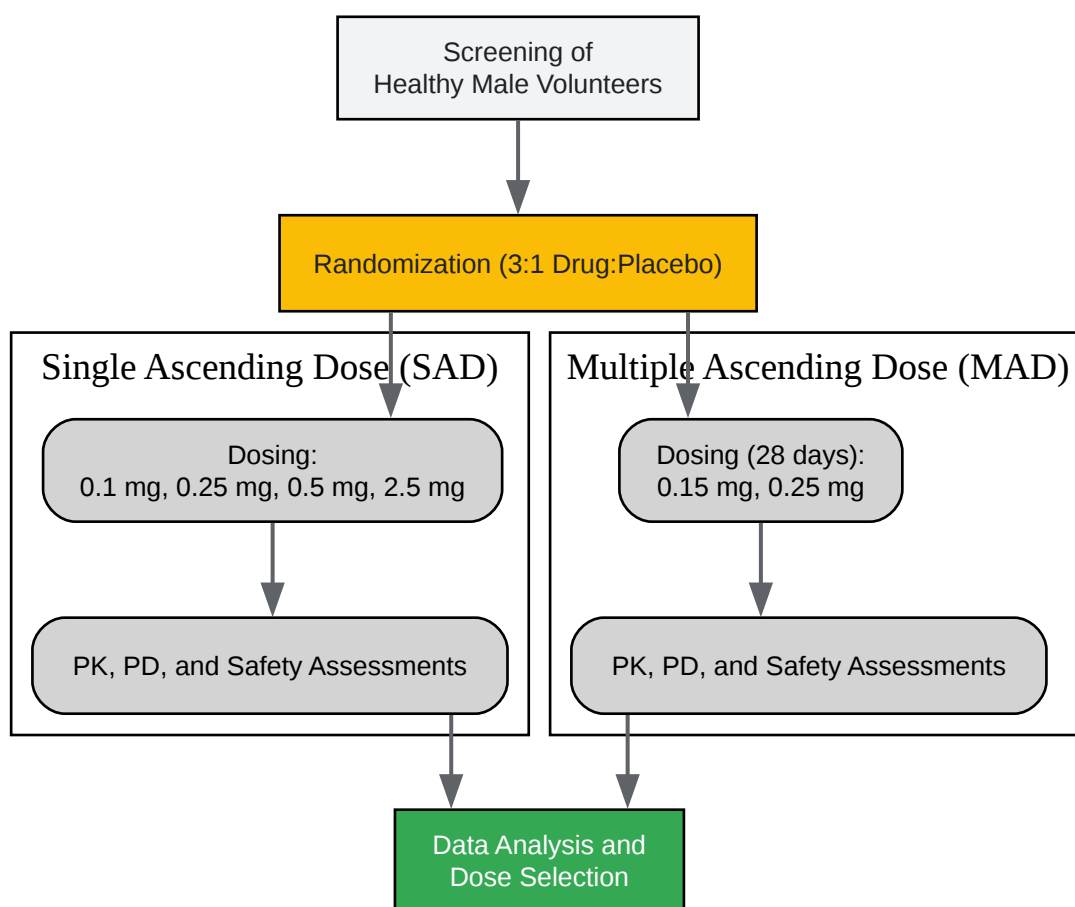 Screening of
Healthy Male Volunteers
Randomization (3:1 Drug:Placebo)
Single Ascending Dose (SAD)
Dosing:
0.1 mg, 0.25 mg, 0.5 mg, 2.5 mg
PK, PD, and Safety Assessments
Multiple Ascending Dose (MAD)
Dosing (28 days):
0.15 mg, 0.25 mg
PK, PD, and Safety Assessments
Data Analysis and
Dose Selection